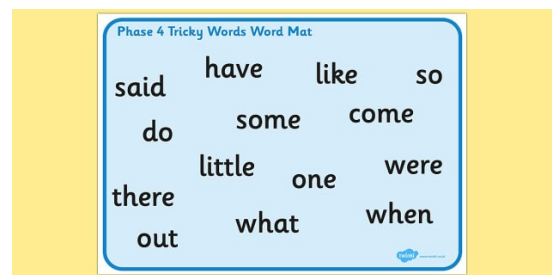 Phase 4 Tricky Words Word Mat
said have like so
do some come
little one were
there
what when
out
twinkl